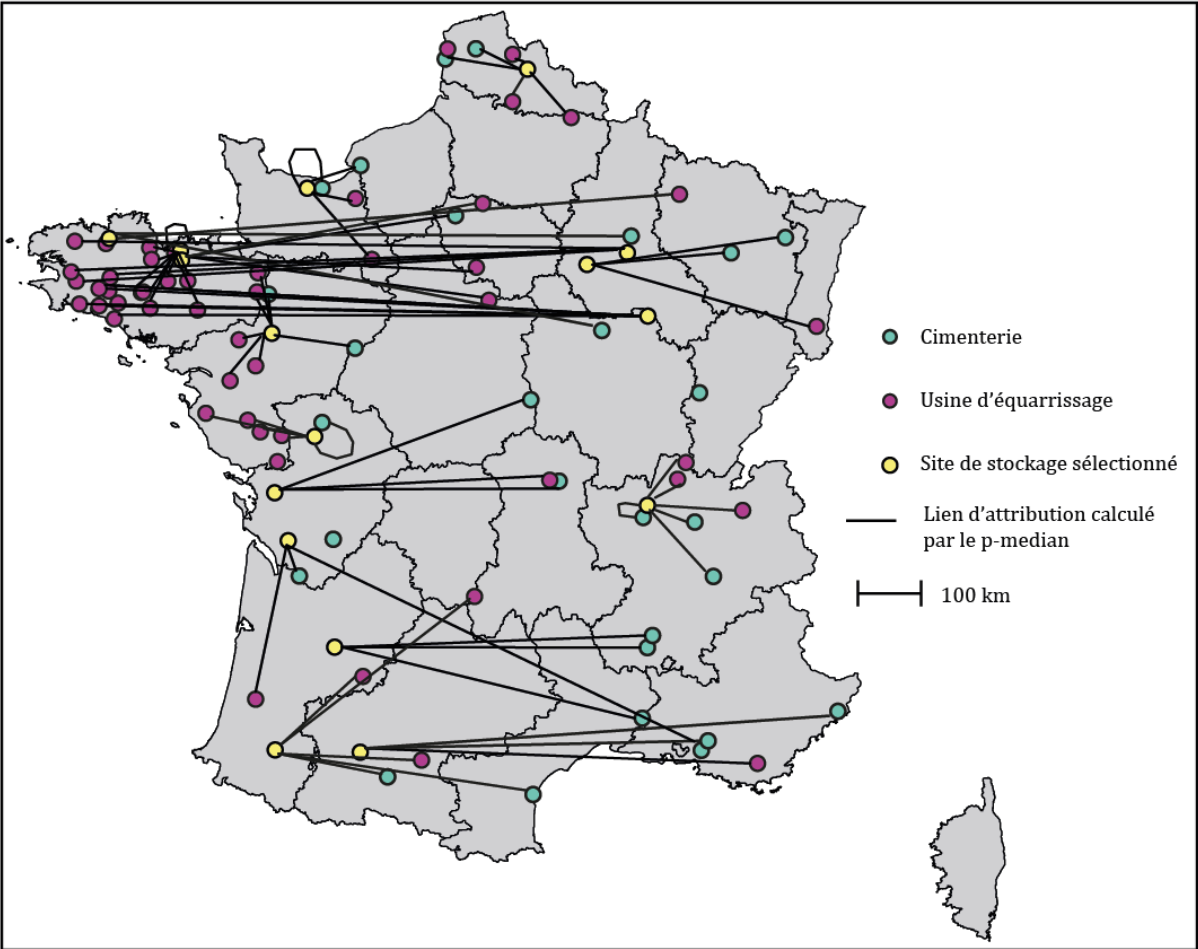 Cimenterie
Usine d'équarrissage
Site de stockage sélectionné
Lien d'attribution calculé
par le p-median
100 km